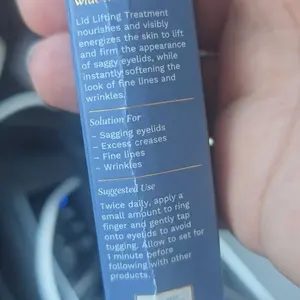 Lid Lifting Treatment
nourishes and visibly
energizes the skin to lift
and firm the appearance
of saggy eyelids, while
instantly softening the
look of fine lines and
wrinkles.
Solution For
– Sagging eyelids
– Excess creases
– Fine lines
– Wrinkles
Suggested Use
Twice daily, apply a
small amount to ring
finger and gently tap
onto eyelids to avoid
tugging. Allow to set for
1 minute before
following with other
products.